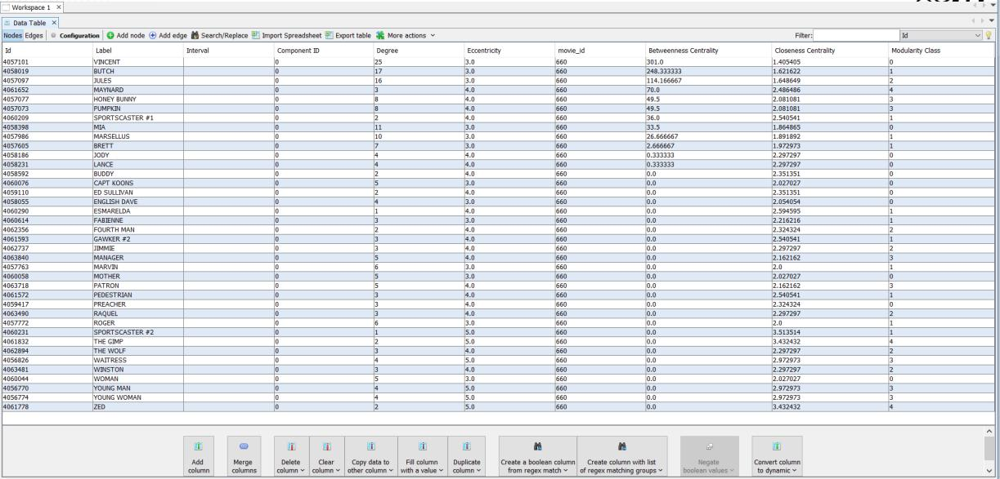 Workspace 1 ×
Data Table ×
Nodes Edges Configuration Add node Add edge Search/Replace Import Spreadsheet Export table More actions Filter: Id
Id Label Interval Component ID Degree Eccentricity movie_id Betweenness Centrality Closeness Centrality Modularity Class
4057101 VINCENT 0 25 3.0 660 301.0 1.405405 0
4058019 BUTCH 0 17 3.0 660 248.333333 1.621622 1
4057097 JULES 0 16 3.0 660 114.166667 1.648649 2
4061652 MAYNARD 0 3 4.0 660 70.0 2.486486 4
4057077 HONEY BUNNY 0 8 4.0 660 49.5 2.081081 3
4057073 PUMPKIN 0 8 4.0 660 49.5 2.081081 3
4060209 SPORTSCASTER #1 0 2 4.0 660 36.0 2.540541 1
4058398 MIA 0 11 3.0 660 33.5 1.864865 0
4057986 MARSELLUS 0 10 3.0 660 26.666667 1.891892 1
4057605 BRETT 0 7 3.0 660 2.666667 1.972973 1
4058186 JODY 0 4 4.0 660 0.333333 2.297297 0
4058231 LANCE 0 4 4.0 660 0.333333 2.297297 0
4058592 BUDDY 0 2 4.0 660 0.0 2.351351 0
4060076 CAPT KOONS 0 5 3.0 660 0.0 2.027027 0
4059110 ED SULLIVAN 0 2 4.0 660 0.0 2.351351 0
4058055 ENGLISH DAVE 0 4 3.0 660 0.0 2.054054 0
4060290 ESMARELDA 0 1 4.0 660 0.0 2.594595 1
4060614 FABIENNE 0 3 3.0 660 0.0 2.216216 1
4062356 FOURTH MAN 0 2 4.0 660 0.0 2.324324 2
4061593 GAWKER #2 0 3 4.0 660 0.0 2.540541 1
4062737 JIMMIE 0 3 4.0 660 0.0 2.297297 2
4063840 MANAGER 0 5 4.0 660 0.0 2.162162 3
4057763 MARVIN 0 6 3.0 660 0.0 2.0 1
4060058 MOTHER 0 5 3.0 660 0.0 2.027027 0
4063718 PATRON 0 5 4.0 660 0.0 2.162162 3
4061572 PEDESTRIAN 0 3 4.0 660 0.0 2.540541 1
4059417 PREACHER 0 3 4.0 660 0.0 2.324324 0
4063490 RAQUEL 0 3 4.0 660 0.0 2.297297 2
4057772 ROGER 0 6 3.0 660 0.0 2.0 1
4060231 SPORTSCASTER #2 0 1 5.0 660 0.0 3.513514 1
4061832 THE GIMP 0 2 5.0 660 0.0 3.432432 4
4062894 THE WOLF 0 3 4.0 660 0.0 2.297297 2
4056826 WAITRESS 0 4 5.0 660 0.0 2.972973 3
4063481 WINSTON 0 3 4.0 660 0.0 2.297297 2
4060044 WOMAN 0 5 3.0 660 0.0 2.027027 0
4056770 YOUNG MAN 0 4 5.0 660 0.0 2.972973 3
4056774 YOUNG WOMAN 0 4 5.0 660 0.0 2.972973 3
4061778 ZED 0 2 5.0 660 0.0 3.432432 4
Add Merge Delete Clear Copy data to Fill column Duplicate Create a boolean column Create column with list Negate Convert column
column columns column column other column with a value column from regex match of regex matching groups boolean values to dynamic